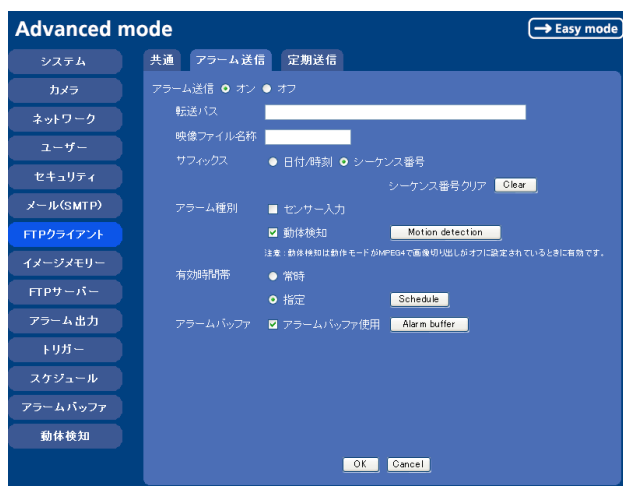 Advanced mode
→ Easy mode
システム
カメラ
ネットワーク
ユーザー
セキュリティ
メール(SMTP)
FTPクライアント
イメージメモリー
FTPサーバー
アラーム出力
トリガー
スケジュール
アラームバッファ
動体検知
共通 アラーム送信 定期送信
アラーム送信 オン オフ
転送パス
映像ファイル名称
サフィックス 日付/時刻 シーケンス番号
シーケンス番号クリア Clear
アラーム種別 センサー入力
動体検知 Motion detection
注意：動体検知は動作モードがMPEG4で画像切り出しがオフに設定されているときに有効です。
有効時間帯 常時
指定 Schedule
アラームバッファ アラームバッファ使用 Alarm buffer
OK Cancel